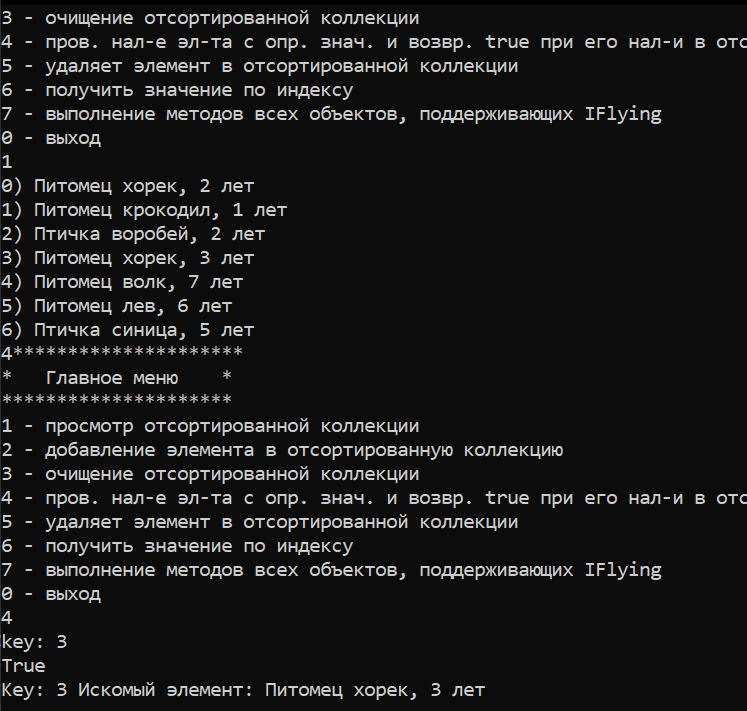 3 - очищение отсортированной коллекции
4 - пров. нал-е эл-та с опр. знач. и возвр. true при его нал-и в отс
5 - удаляет элемент в отсортированной коллекции
6 - получить значение по индексу
7 - выполнение методов всех объектов, поддерживающих IFlying
0 - выход
1
0) Питомец хорек, 2 лет
1) Питомец крокодил, 1 лет
2) Птичка воробей, 2 лет
3) Питомец хорек, 3 лет
4) Питомец волк, 7 лет
5) Питомец лев, 6 лет
6) Птичка синица, 5 лет
4*********************
*   Главное меню    *
*********************
1 - просмотр отсортированной коллекции
2 - добавление элемента в отсортированную коллекцию
3 - очищение отсортированной коллекции
4 - пров. нал-е эл-та с опр. знач. и возвр. true при его нал-и в отс
5 - удаляет элемент в отсортированной коллекции
6 - получить значение по индексу
7 - выполнение методов всех объектов, поддерживающих IFlying
0 - выход
4
key: 3
True
Key: 3 Искомый элемент: Питомец хорек, 3 лет